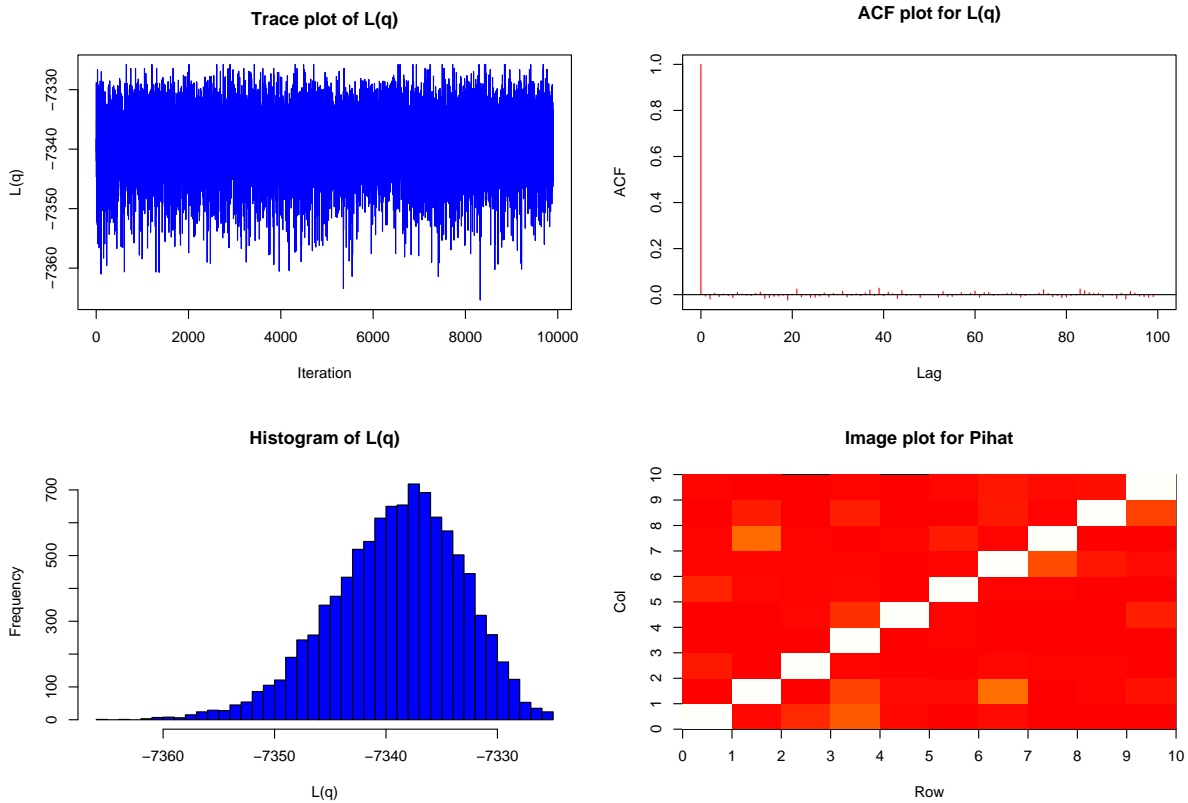 Trace plot of L(q)
L(q)
-7330
-7340
-7350
-7360
0 2000 4000 6000 8000 10000
Iteration
ACF plot for L(q)
ACF
1.0
0.8
0.6
0.4
0.2
0.0
0 20 40 60 80 100
Lag
Histogram of L(q)
Frequency
700
500
300
100
0
-7360 -7350 -7340 -7330
L(q)
Image plot for Pihat
Col
10
9
8
7
6
5
4
3
2
1
0
0 1 2 3 4 5 6 7 8 9 10
Row